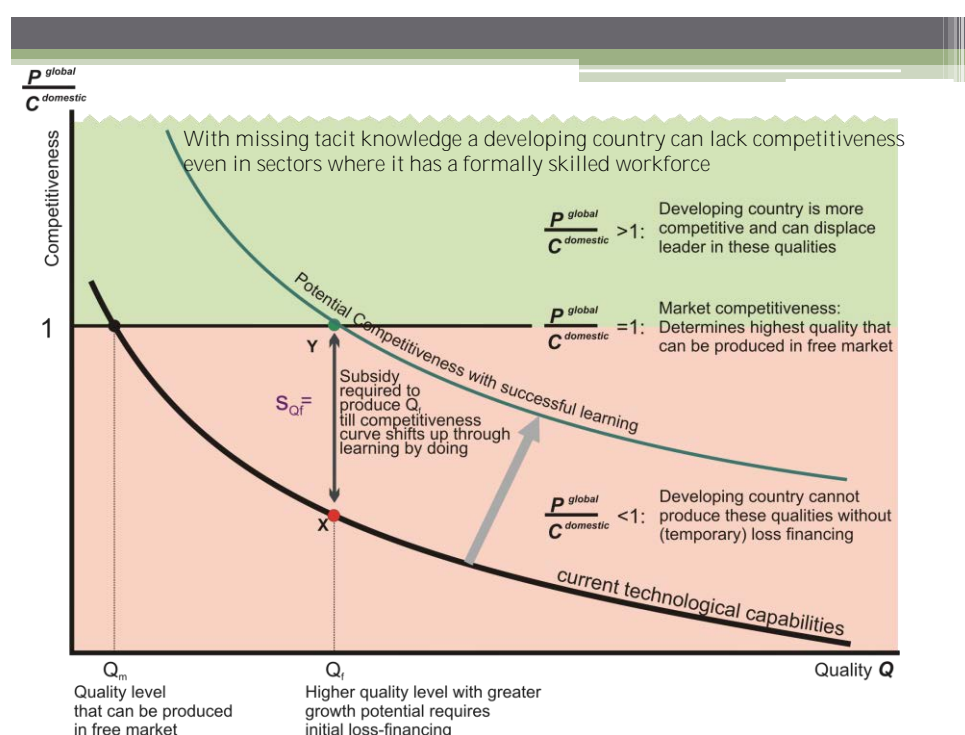 P global
C domestic
Competitiveness
With missing tacit knowledge a developing country can lack competitiveness
even in sectors where it has a formally skilled workforce
P global
C domestic >1:
Developing country is more
competitive and can displace
leader in these qualities
Potential Competitiveness with successful learning
1
P global
C domestic =1:
Market competitiveness:
Determines highest quality that
can be produced in free market
Y
SQf=
Subsidy
required to
produce Qf
till competitiveness
curve shifts up through
learning by doing
X
P global
C domestic <1:
Developing country cannot
produce these qualities without
(temporary) loss financing
current technological capabilities
Qm
Quality level
that can be produced
in free market
Qf
Higher quality level with greater
growth potential requires
initial loss-financing
Quality Q